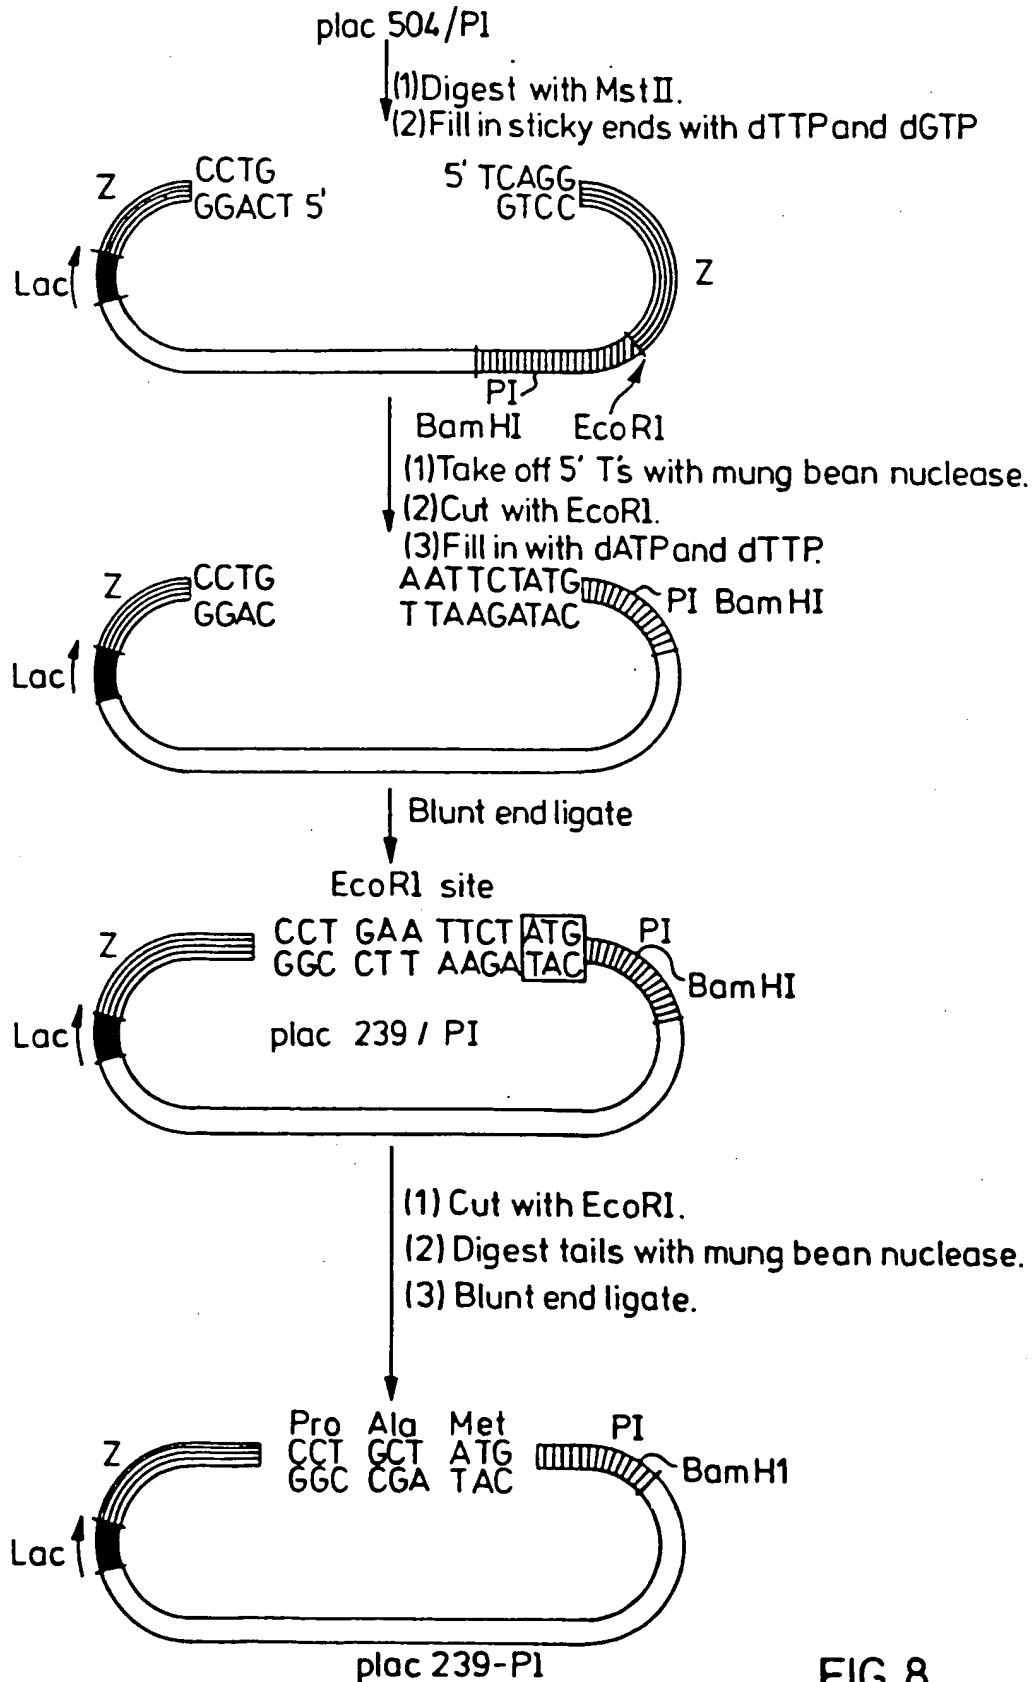 plac 504/PI
(1)Digest with MstII.
(2)Fill in sticky ends with dTTP and dGTP
Z
CCTG
GGACT 5'
5' TCAGG
GTCC
Z
Lac
PI
BamHI
EcoR1
(1)Take off 5' T's with mung bean nuclease.
(2)Cut with EcoR1.
(3)Fill in with dATP and dTTP.
Z
CCTG
GGAC
AATTCTATG
TTAAGATAC
PI BamHI
Lac
Blunt end ligate
EcoR1 site
Z
CCT GAA TTCT ATG
GGC CTT AAGA TAC
PI
BamHI
Lac
plac 239 / PI
(1) Cut with EcoRI.
(2) Digest tails with mung bean nuclease.
(3) Blunt end ligate.
Pro Ala Met
CCT GCT ATG
GGC CGA TAC
Z
PI
BamH1
Lac
plac 239-PI
FIG. 8